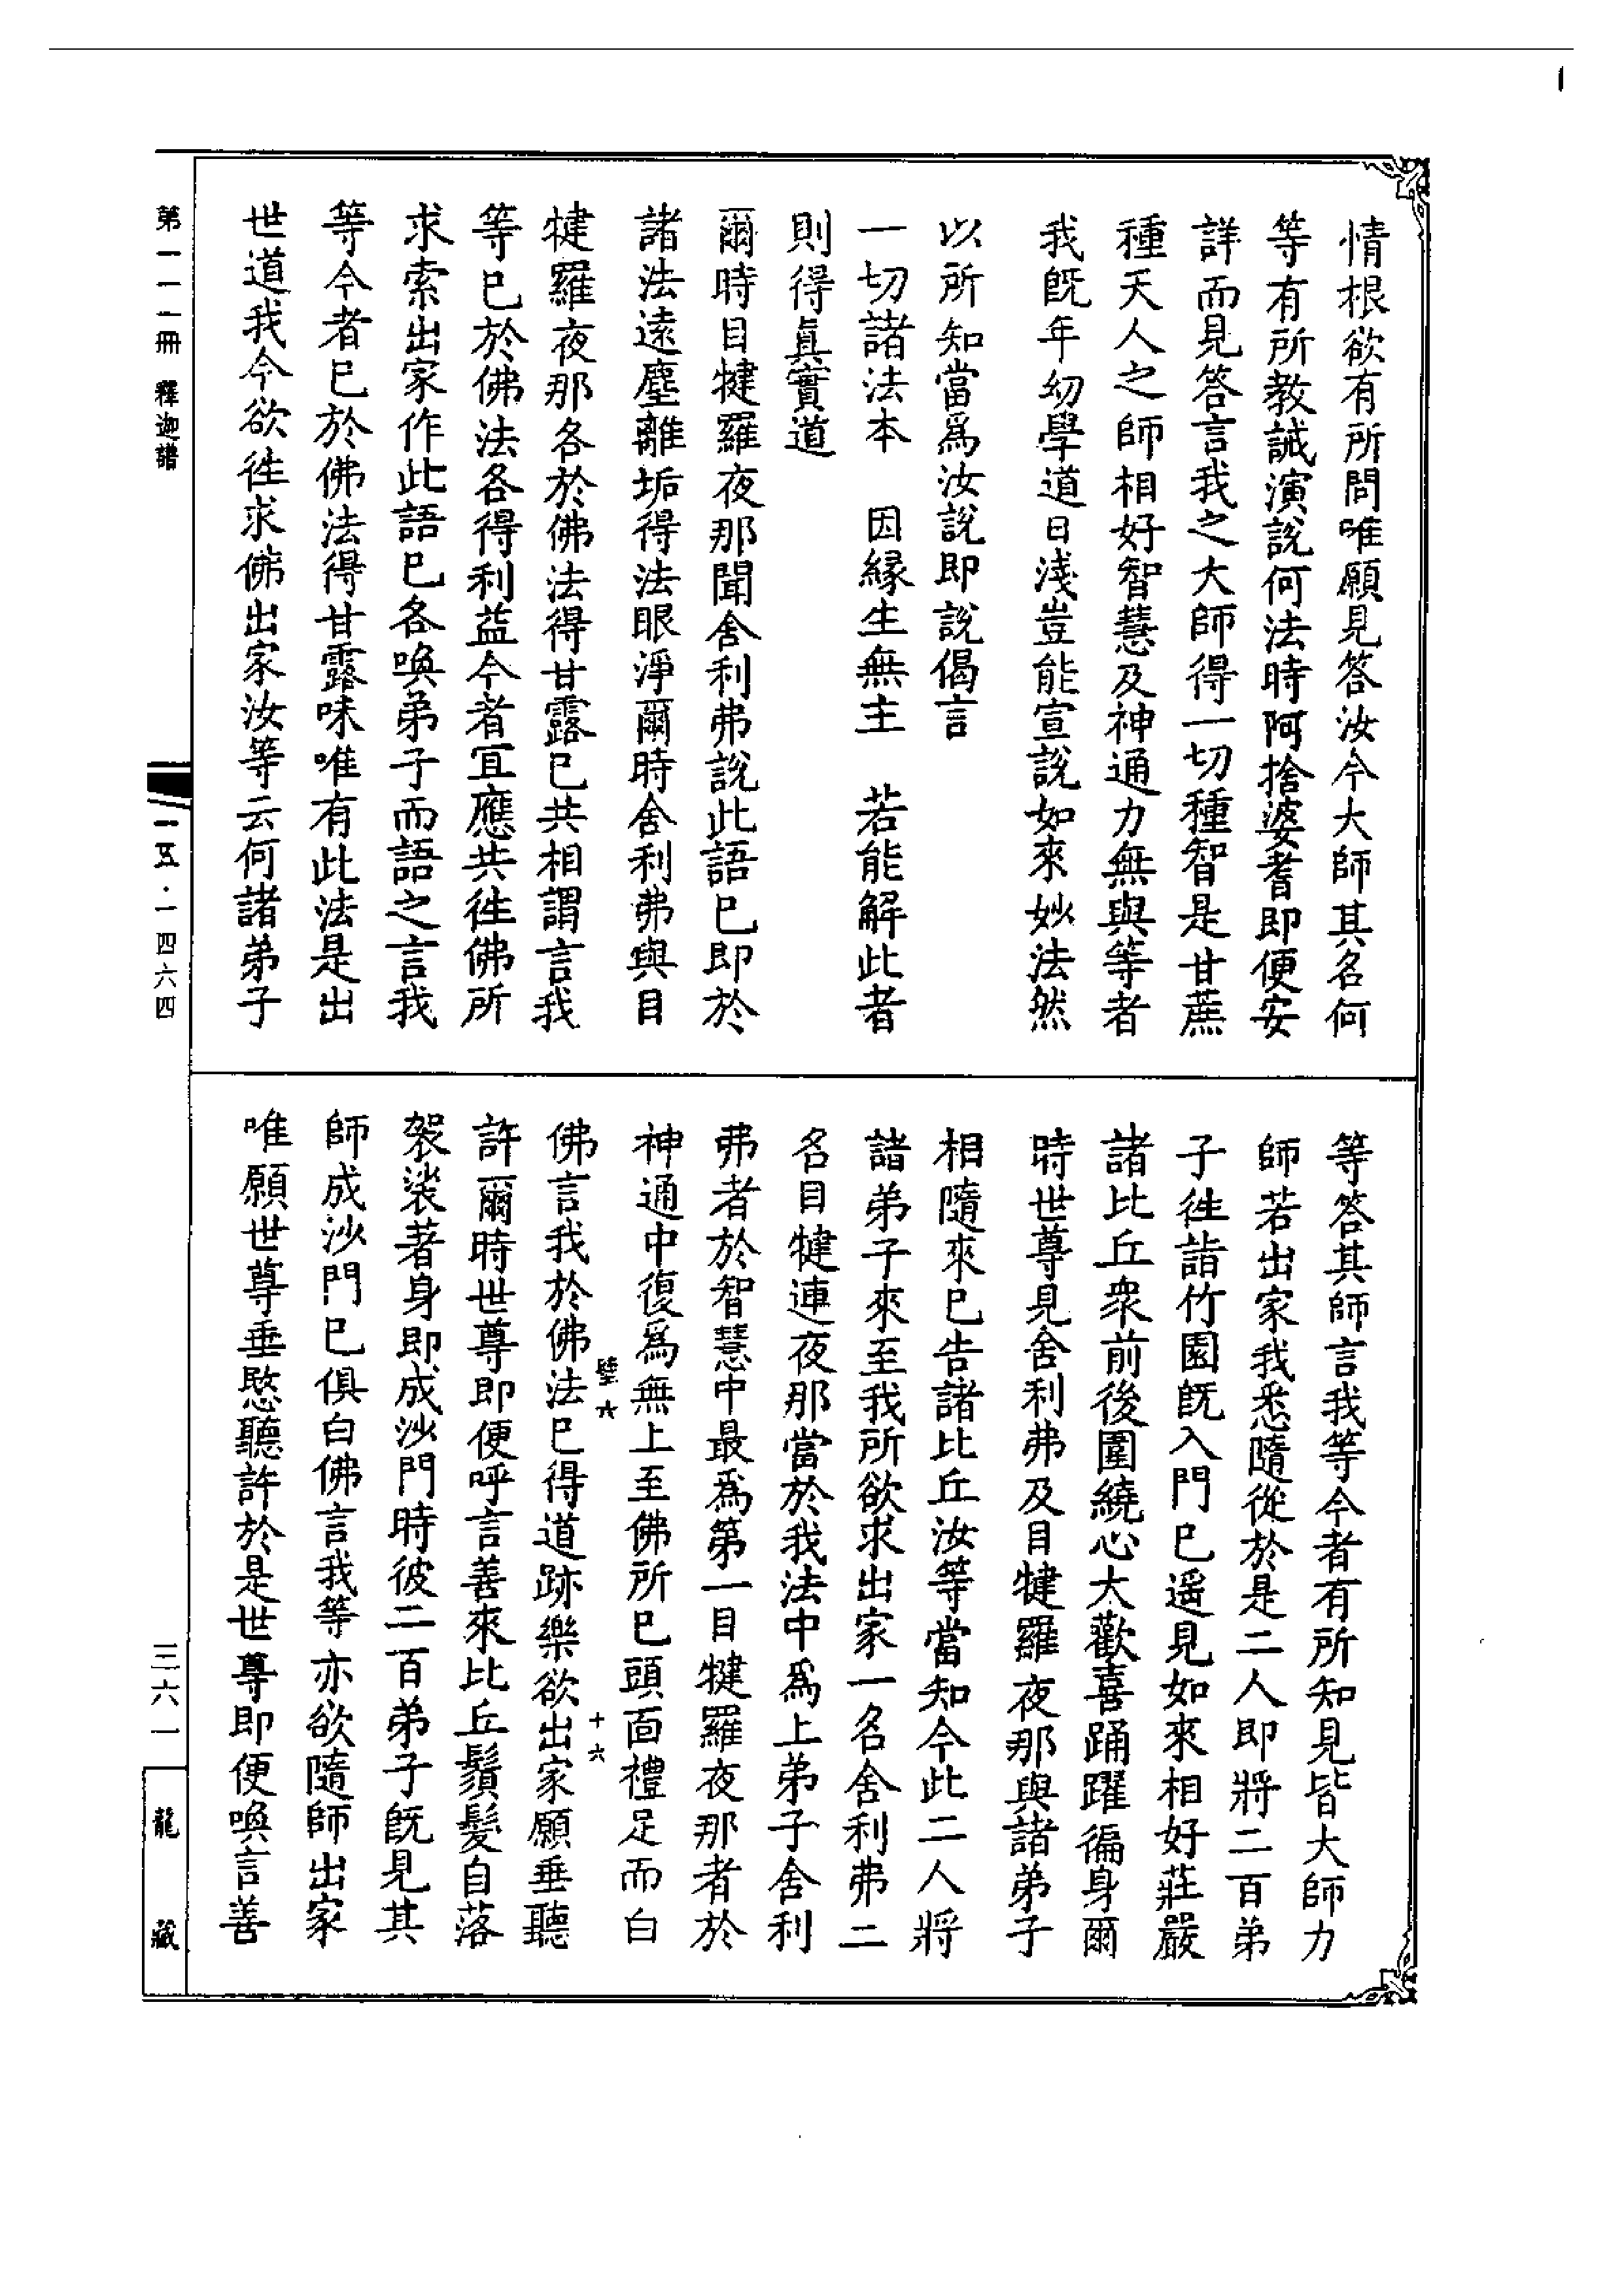 情根欲有所問唯願見答汝今大師其名何
等有所教誡演說何法時阿捨婆耆即便安
詳而見答言我之大師得一切種智是甘蔗
種天人之師相好智慧及神通力無與等者
我既年幼學道日淺豈能宣說如來妙法然
以所知當爲汝說即說偈言
一切諸法本　因緣生無主　若能解此者
則得眞實道
爾時目犍羅夜那聞舍利弗說此語已即於
諸法遠塵離垢得法眼淨爾時舍利弗與目
犍羅夜那各於佛法得甘露已共相謂言我
等已於佛法各得利益今者宜應共徃佛所
求索出家作此語已各喚弟子而語之言我
等今者已於佛法得甘露味唯有此法是出
世道我今欲徃求佛出家汝等云何諸弟子
等答其師言我等今者有所知見皆大師力
師若出家我悉隨從於是二人即將二百弟
子徃詣竹園旣入門已遥見如來相好莊嚴
諸比丘衆前後圍繞心大歡喜踊躍徧身爾
時世尊見舍利弗及目犍羅夜那與諸弟子
相隨來已告諸比丘汝等當知今此二人將
諸弟子來至我所欲求出家一名舍利弗二
名目犍連夜那當於我法中爲上弟子舍利
弗者於智慧中最爲第一目犍羅夜那者於
神通中復爲無上至佛所已頭面禮足而白
佛言我於佛法已得道跡樂欲出家願垂聽
許爾時世尊即便呼言善來比丘鬚髮自落
袈裟著身即成沙門時彼二百弟子旣見其
師成沙門已俱白佛言我等亦欲隨師出家
唯願世尊垂愍聽許於是世尊即便喚言善
壁六
十六
第一一一冊　釋迦譜
一五·一四六四
三六一
龍藏
1